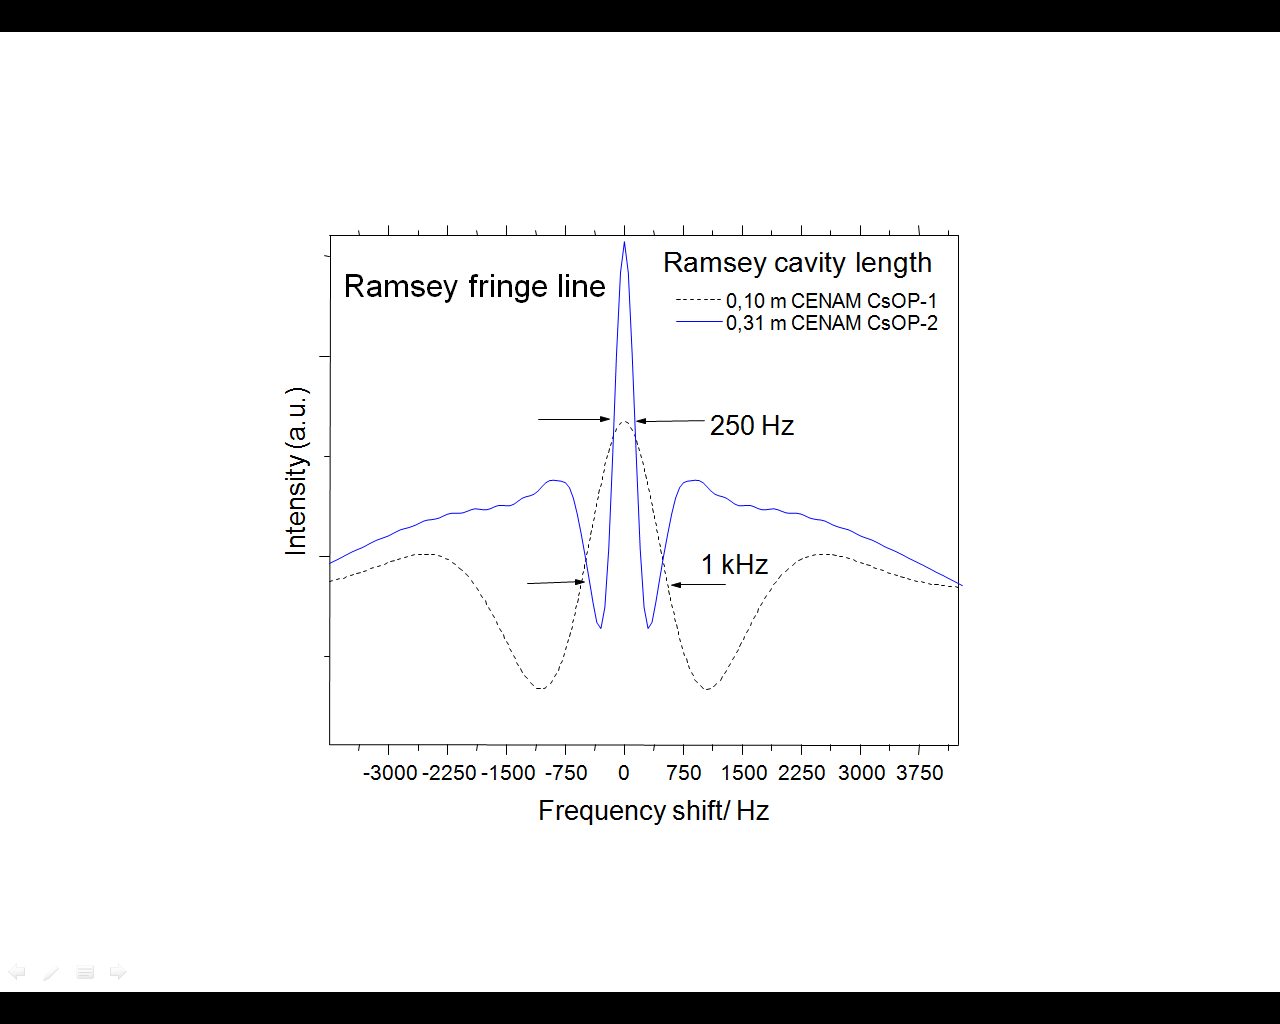 Ramsey fringe line
Ramsey cavity length
0,10 m CENAM CsOP-1
0,31 m CENAM CsOP-2
250 Hz
1 kHz
Intensity (a.u.)
-3000 -2250 -1500 -750 0 750 1500 2250 3000 3750
Frequency shift/ Hz